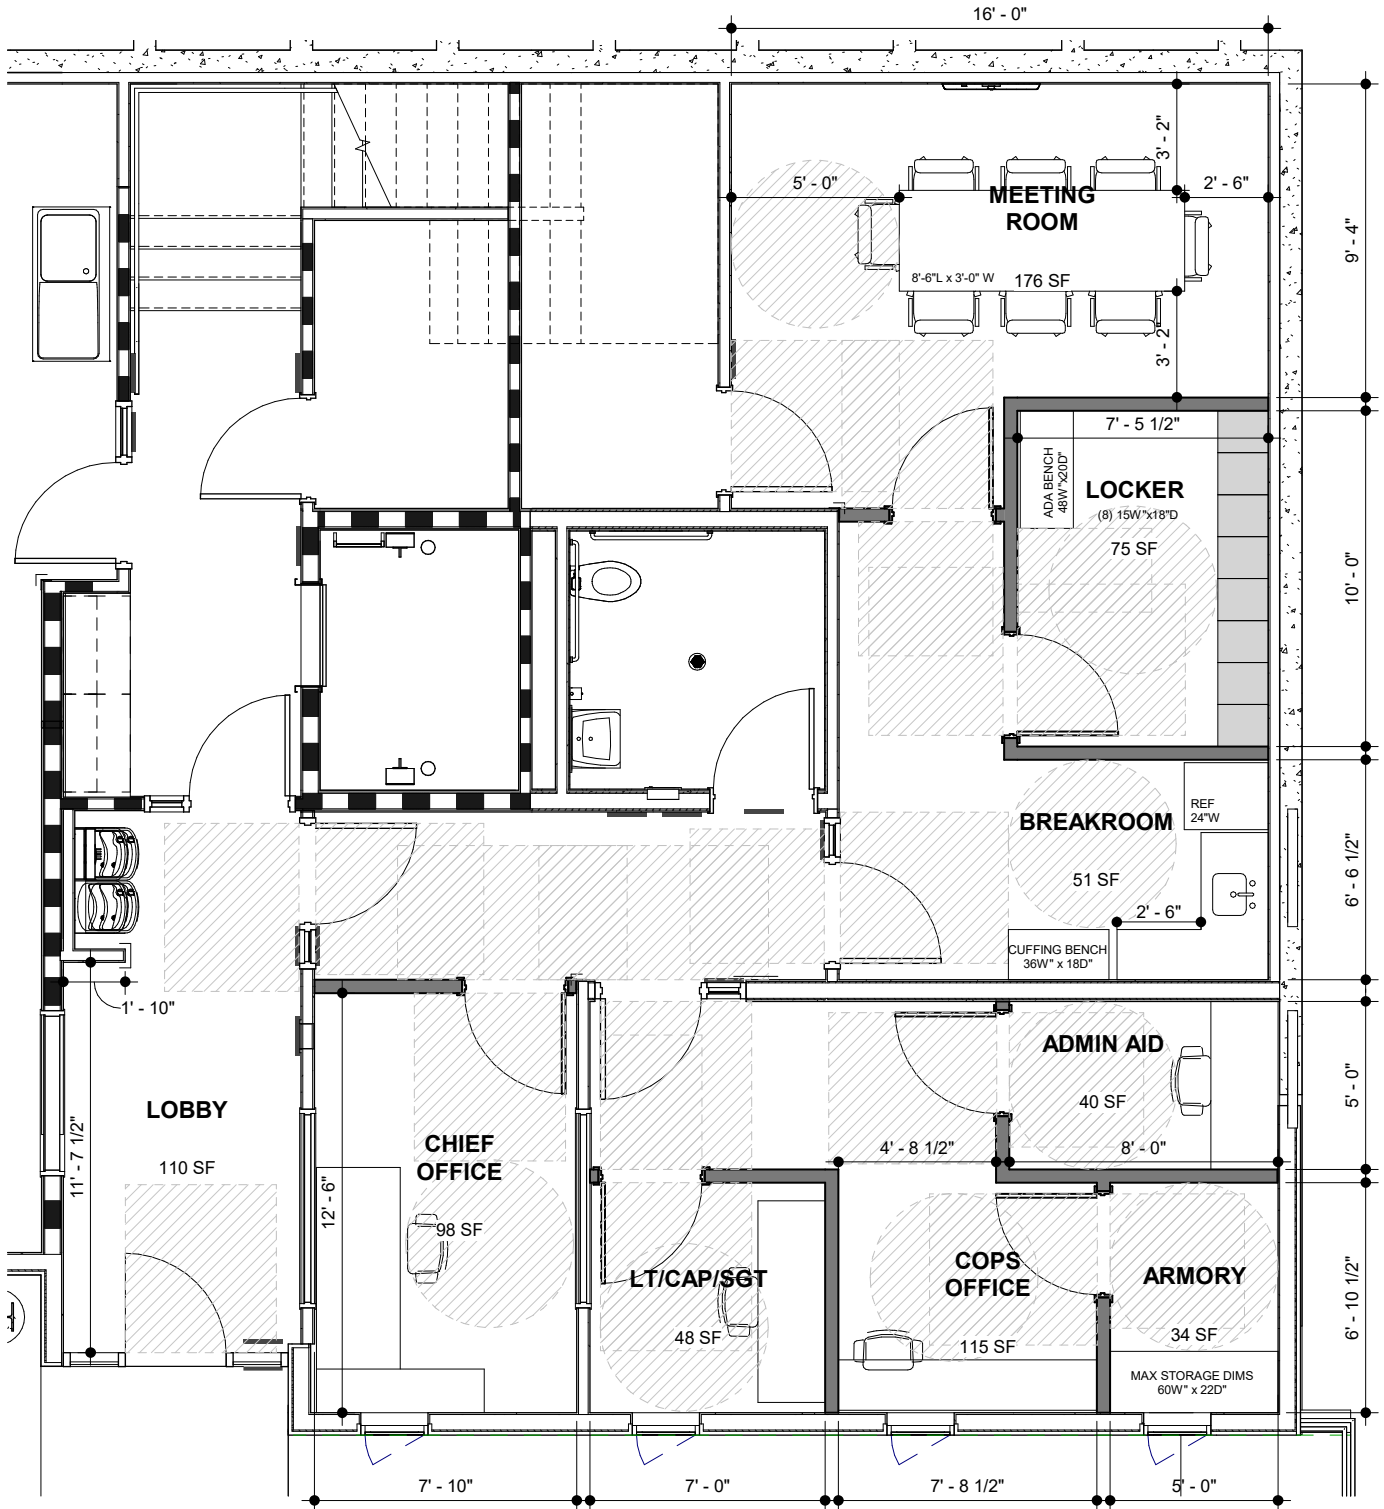 16' - 0"
3' - 2"
5' - 0"
2' - 6"
MEETING
ROOM
8'-6"L x 3'-0" W
176 SF
3' - 2
9' - 4"
7' - 5 1/2"
ADA BENCH
48W"x20D"
LOCKER
(8) 15W"x18"D
75 SF
10' - 0"
REF
24"W
BREAKROOM
51 SF
2' - 6"
CUFFING BENCH
36W" x 18D"
6' - 6 1/2"
1' - 10"
LOBBY
110 SF
11' - 7 1/2"
CHIEF
OFFICE
12' - 6"
98 SF
ADMIN AID
40 SF
4' - 8 1/2"
8' - 0"
5' - 0"
LT/CAP/SGT
48 SF
COPS
OFFICE
115 SF
ARMORY
34 SF
MAX STORAGE DIMS
60W" x 22D"
6' - 10 1/2"
7' - 10"
7' - 0"
7' - 8 1/2"
5' - 0"